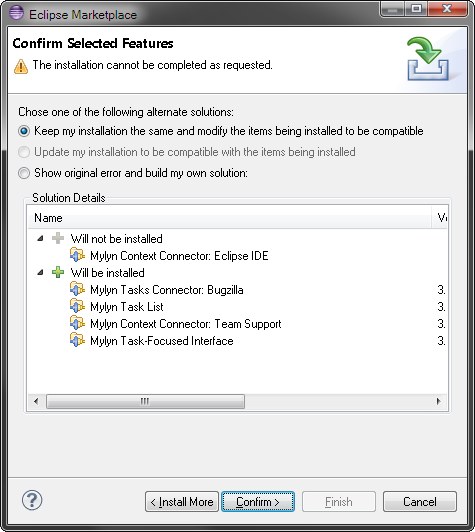 Eclipse Marketplace
Confirm Selected Features
The installation cannot be completed as requested.
Chose one of the following alternate solutions:
Keep my installation the same and modify the items being installed to be compatible
Update my installation to be compatible with the items being installed
Show original error and build my own solution:
Solution Details
Name
Will not be installed
Mylyn Context Connector: Eclipse IDE
Will be installed
Mylyn Tasks Connector: Bugzilla 3.
Mylyn Task List 3.
Mylyn Context Connector: Team Support 3.
Mylyn Task-Focused Interface 3.
< Install More Confirm > Finish Cancel